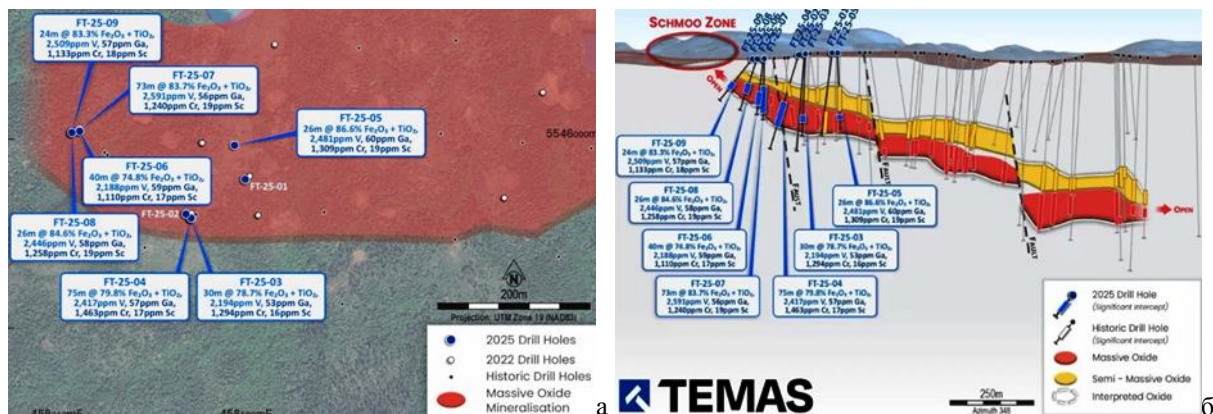 FT-25-09
24m @ 83.3% Fe₂O₃ + TiO₂,
2,509ppm V, 57ppm Ga,
1,133ppm Cr, 18ppm Sc
FT-25-07
73m @ 83.7% Fe₂O₃ + TiO₂,
2,591ppm V, 56ppm Ga,
1,240ppm Cr, 19ppm Sc
FT-25-05
26m @ 86.6% Fe₂O₃ + TiO₂,
2,481ppm V, 60ppm Ga,
1,309ppm Cr, 19ppm Sc
5546000mN
FT-25-06
40m @ 74.8% Fe₂O₃ + TiO₂,
2,188ppm V, 59ppm Ga,
1,110ppm Cr, 17ppm Sc
FT-25-01
FT-25-02
FT-25-08
26m @ 84.6% Fe₂O₃ + TiO₂,
2,446ppm V, 58ppm Ga,
1,258ppm Cr, 19ppm Sc
FT-25-04
75m @ 79.8% Fe₂O₃ + TiO₂,
2,417ppm V, 57ppm Ga,
1,463ppm Cr, 17ppm Sc
FT-25-03
30m @ 78.7% Fe₂O₃ + TiO₂,
2,194ppm V, 53ppm Ga,
1,294ppm Cr, 16ppm Sc
N
200m
Projection: UTM Zone 19 (NAD83)
2025 Drill Holes
2022 Drill Holes
Historic Drill Holes
Massive Oxide
Mineralisation
а
SCHMOO ZONE
FT-25-09
OPEN
FT-25-09
24m @ 83.3% Fe₂O₃ + TiO₂,
2,509ppm V, 57ppm Ga,
1,133ppm Cr, 18ppm Sc
FT-25-08
26m @ 84.6% Fe₂O₃ + TiO₂,
2,446ppm V, 58ppm Ga,
1,258ppm Cr, 19ppm Sc
FT-25-06
40m @ 74.8% Fe₂O₃ + TiO₂,
2,188ppm V, 59ppm Ga,
1,110ppm Cr, 17ppm Sc
FT-25-07
73m @ 83.7% Fe₂O₃ + TiO₂,
2,591ppm V, 56ppm Ga,
1,240ppm Cr, 19ppm Sc
FT-25-05
26m @ 86.6% Fe₂O₃ + TiO₂,
2,481ppm V, 60ppm Ga,
1,309ppm Cr, 19ppm Sc
FT-25-03
30m @ 78.7% Fe₂O₃ + TiO₂,
2,194ppm V, 53ppm Ga,
1,294ppm Cr, 16ppm Sc
FT-25-04
75m @ 79.8% Fe₂O₃ + TiO₂,
2,417ppm V, 57ppm Ga,
1,463ppm Cr, 17ppm Sc
FAULT
FAULT
FAULT
OPEN
2025 Drill Hole
(Significant intercept)
Historic Drill Hole
(Significant intercept)
Massive Oxide
Semi - Massive Oxide
Interpreted Oxide
TEMAS
250m
Azimuth 348
б